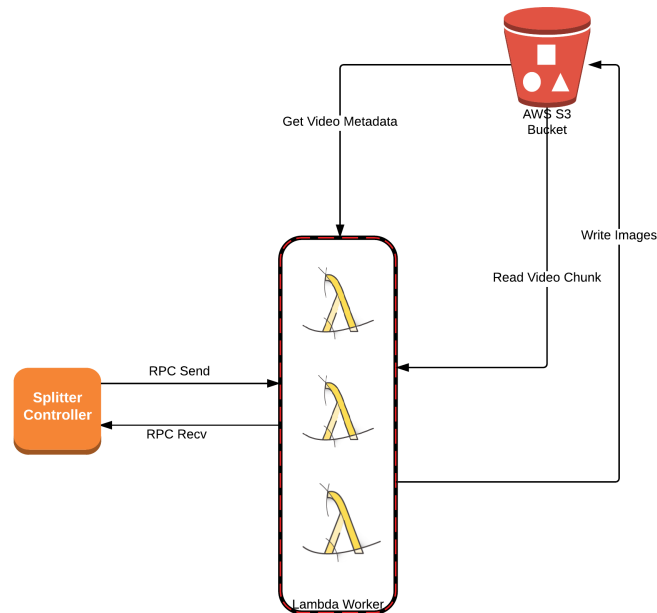 AWS S3
Bucket
Get Video Metadata
Write Images
Read Video Chunk
RPC Send
Splitter
Controller
RPC Recv
Lambda Worker